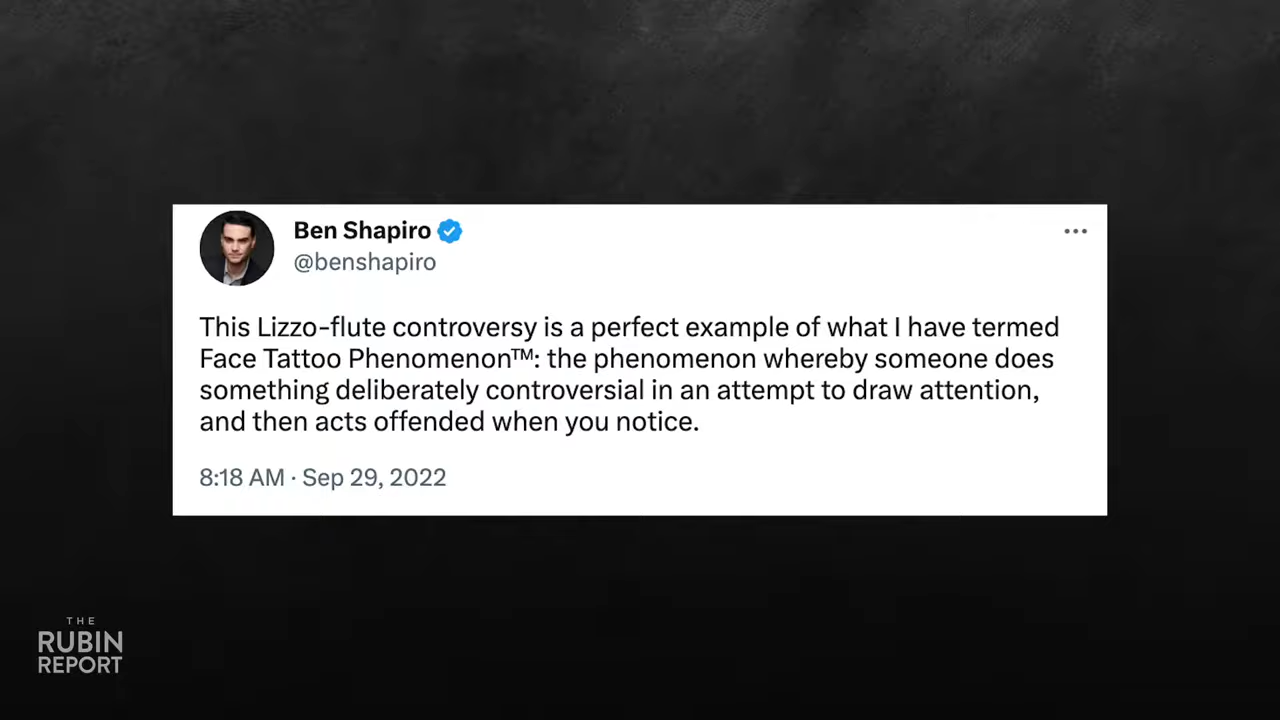 Ben Shapiro
@benshapiro
This Lizzo-flute controversy is a perfect example of what I have termed
Face Tattoo Phenomenon™: the phenomenon whereby someone does
something deliberately controversial in an attempt to draw attention,
and then acts offended when you notice.
8:18 AM · Sep 29, 2022
THE
RUBIN
REPORT